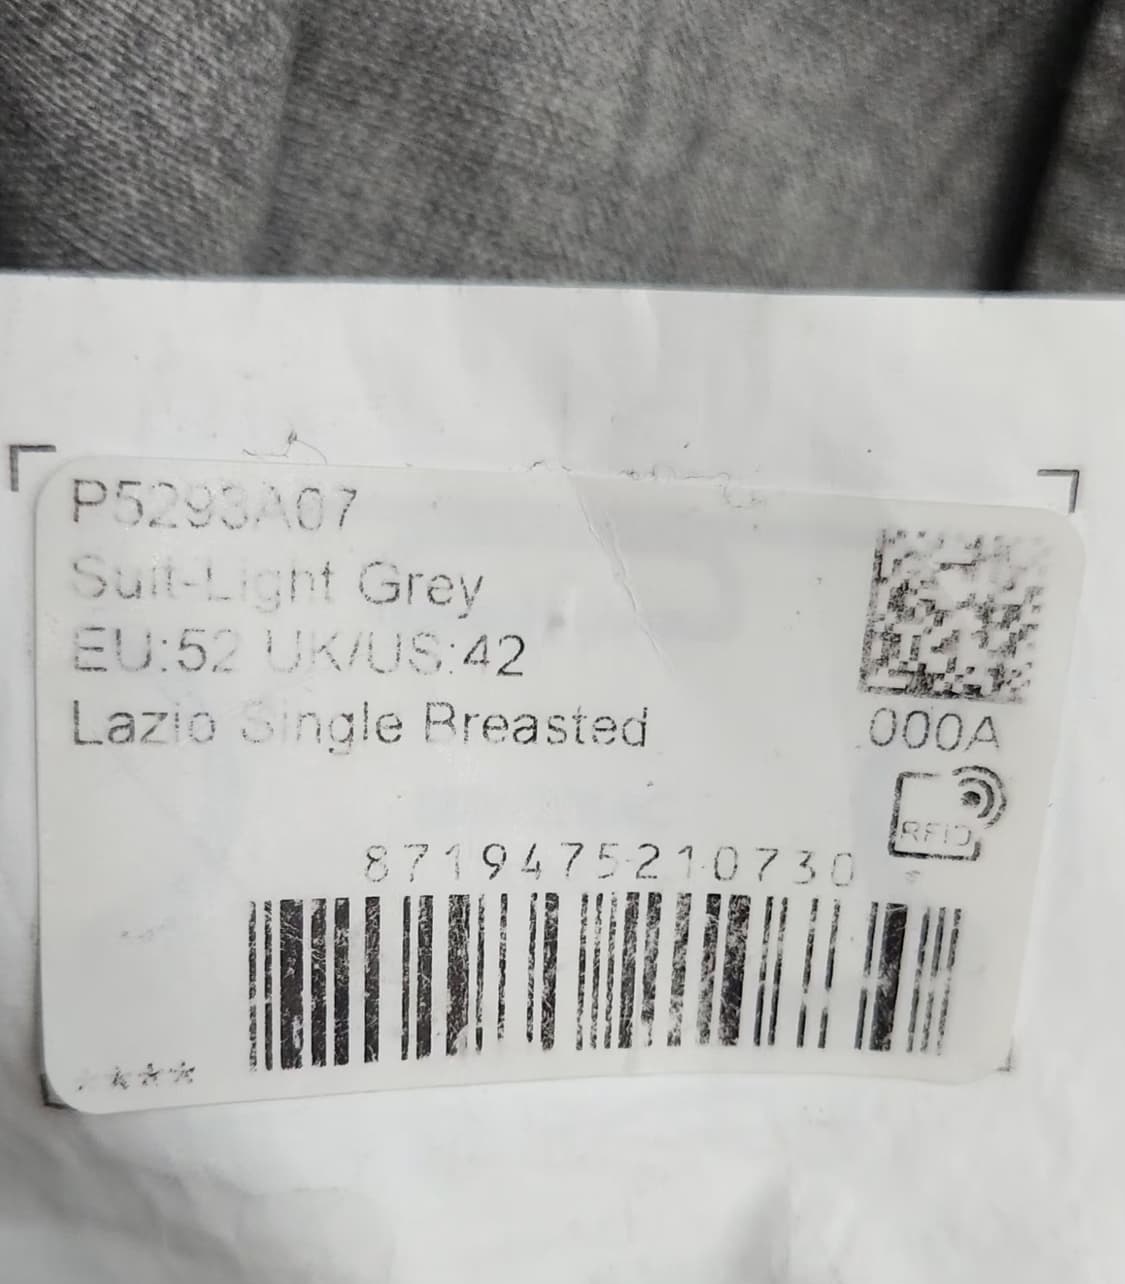 P5293A07
Suit-Light Grey
EU:52 UK/US:42
Lazio Single Breasted
000A
RFID
8719475210730
****